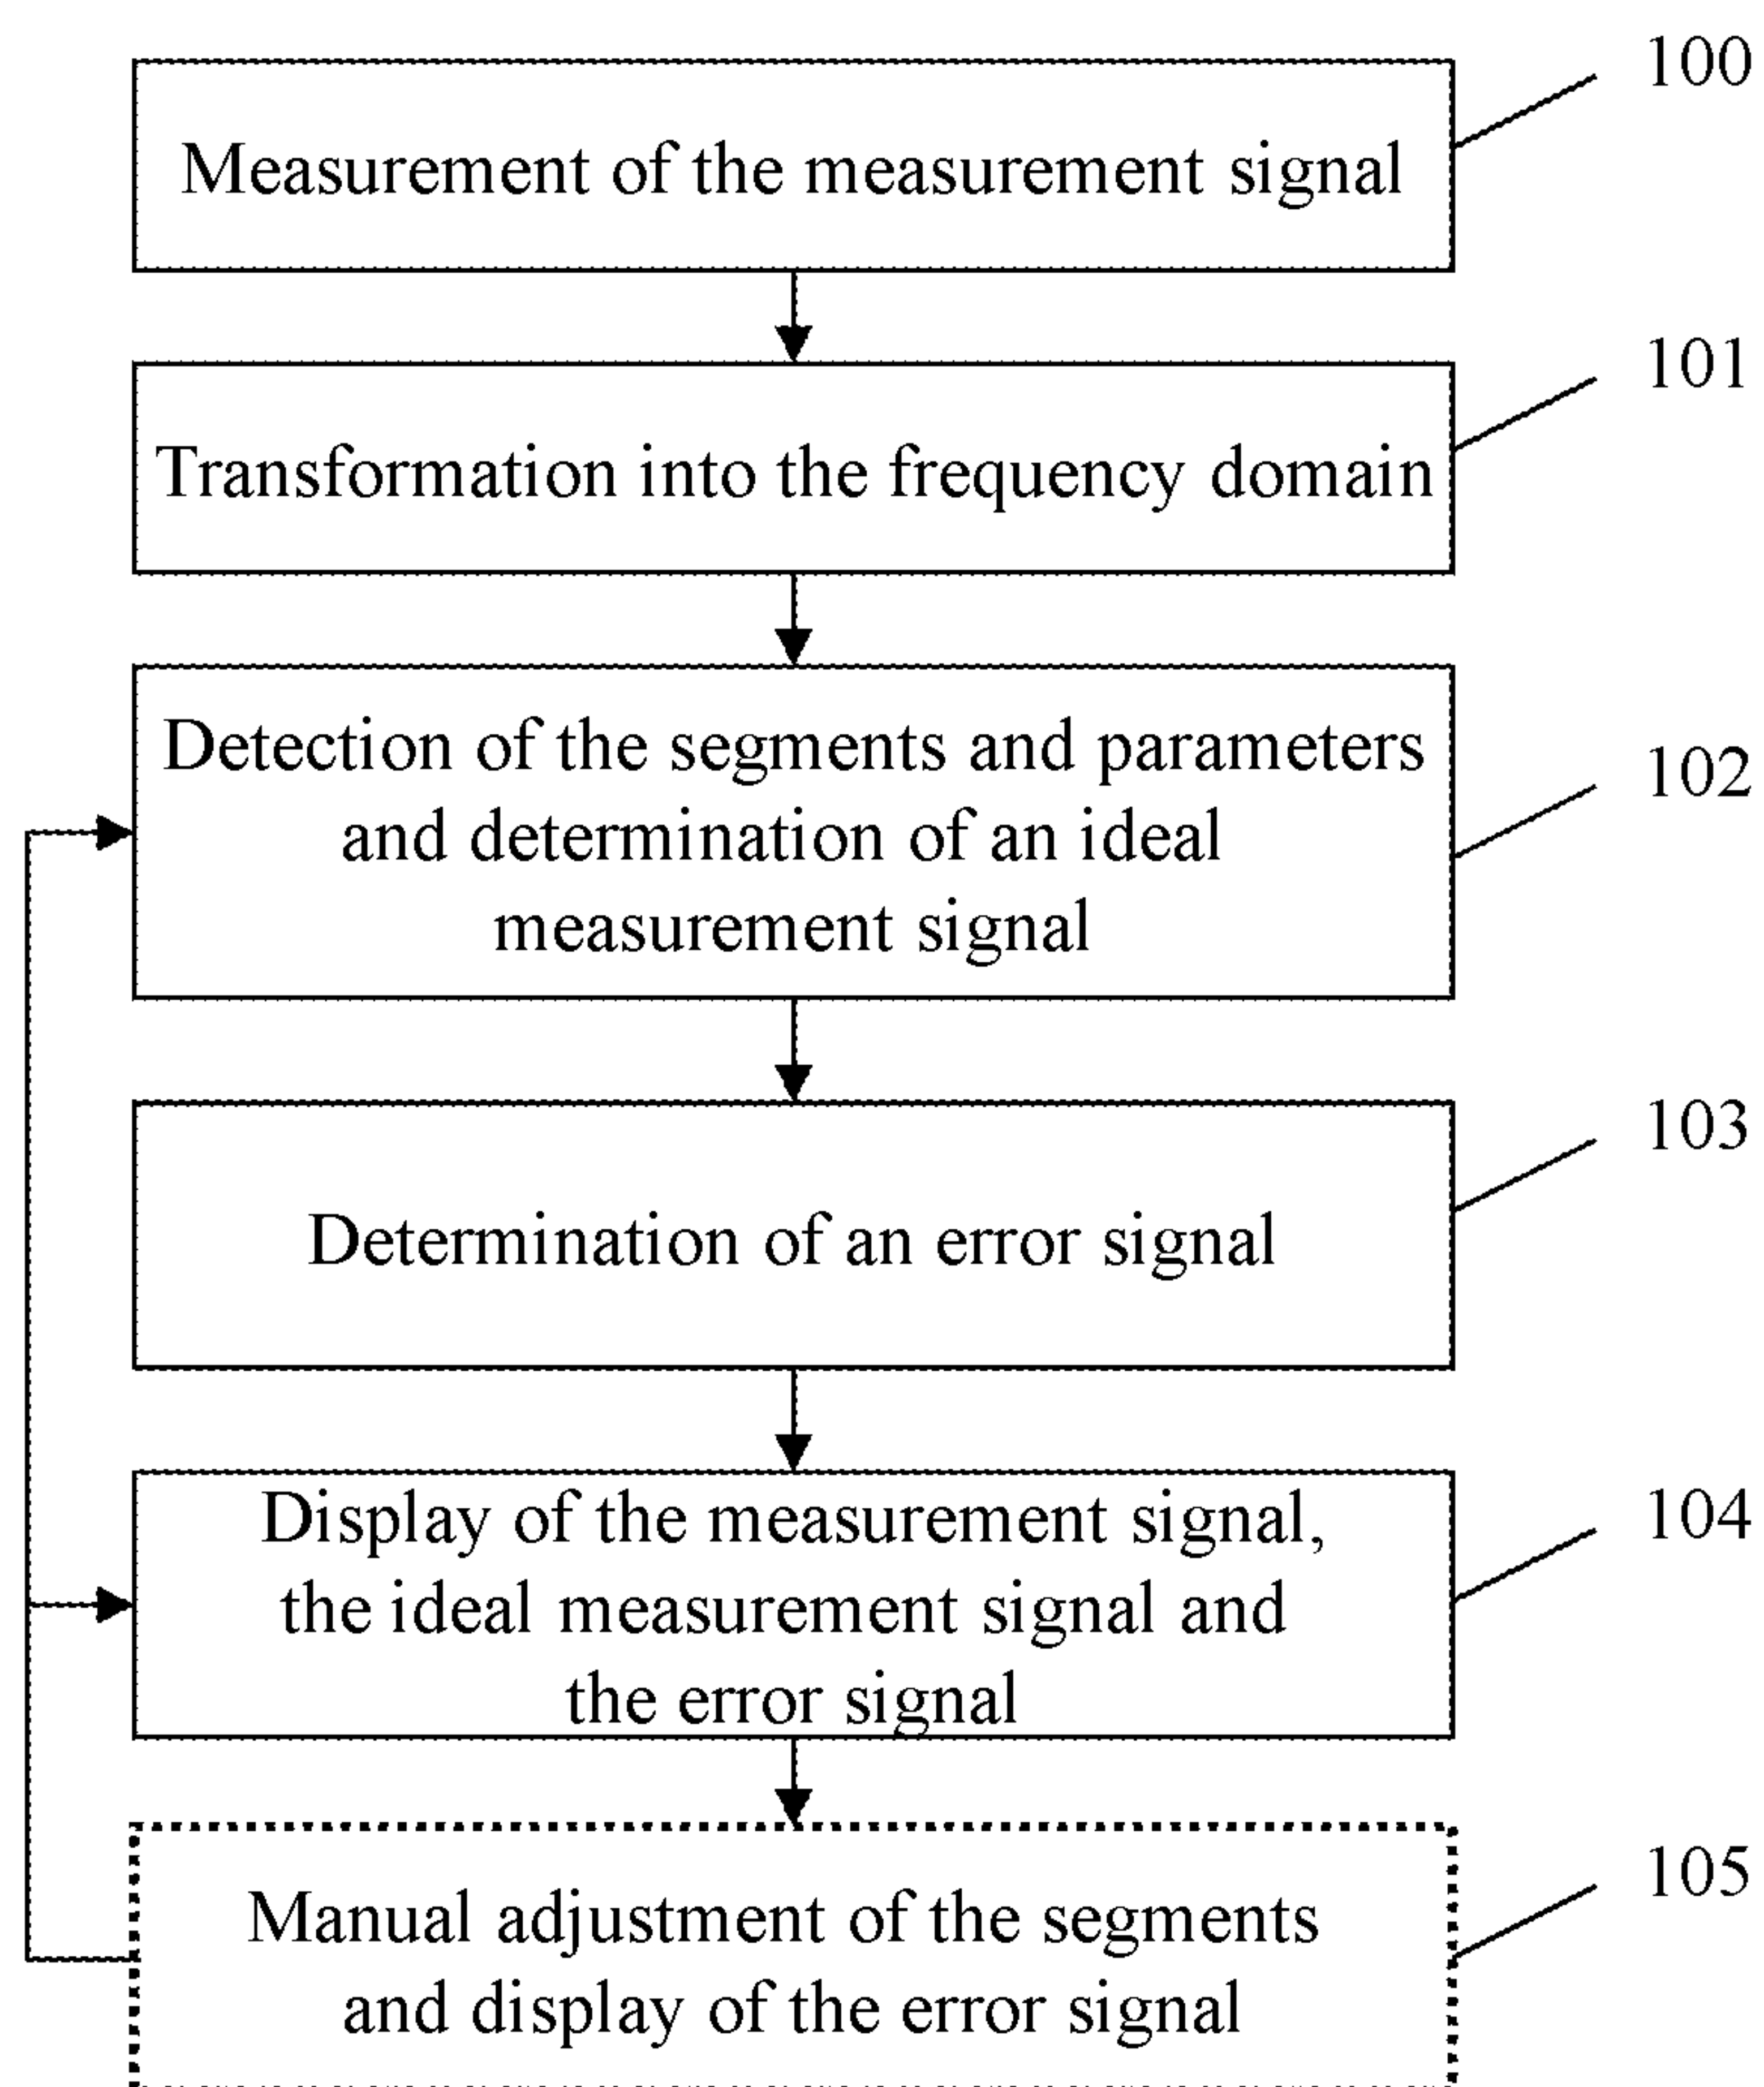 100
Measurement of the measurement signal
101
Transformation into the frequency domain
102
Detection of the segments and parameters
and determination of an ideal
measurement signal
103
Determination of an error signal
104
Display of the measurement signal,
the ideal measurement signal and
the error signal
105
Manual adjustment of the segments
and display of the error signal